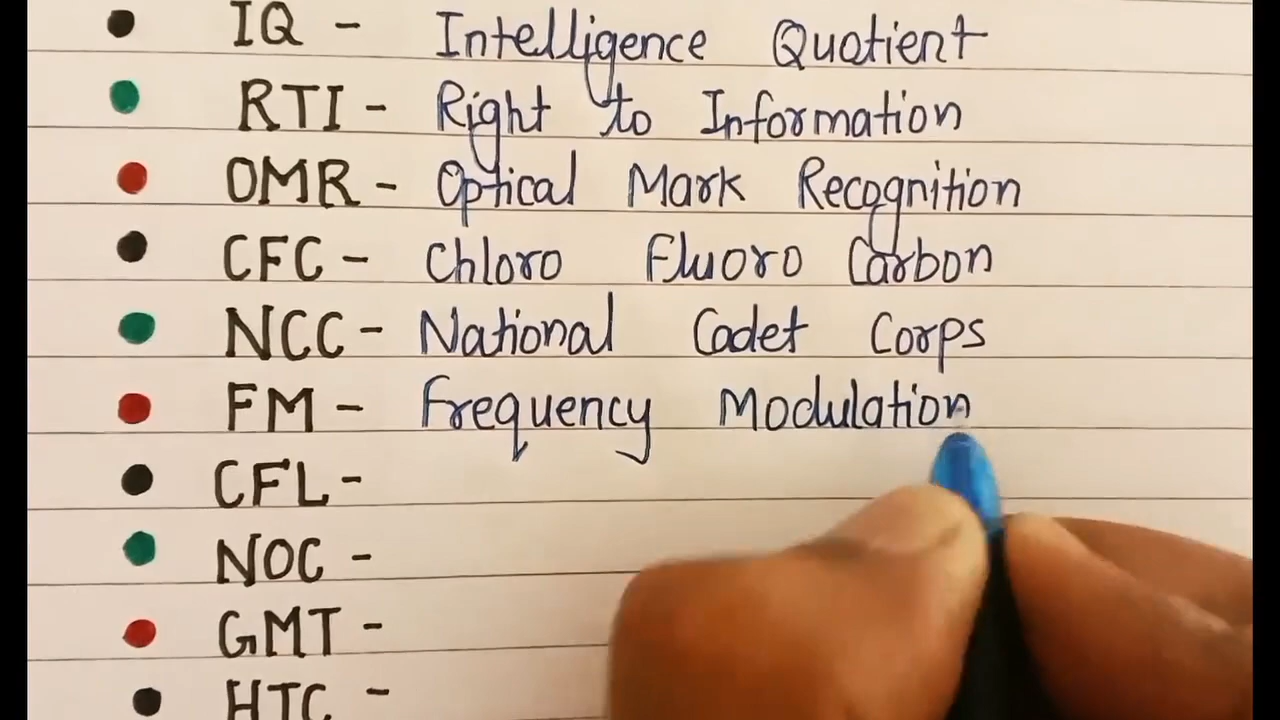 IQ - Intelligence Quotient
RTI - Right to Information
OMR - Optical Mark Recognition
CFC - Chloro Fluoro Carbon
NCC - National Cadet Corps
FM - Frequency Modulation
CFL -
NOC -
GMT -
HTC -